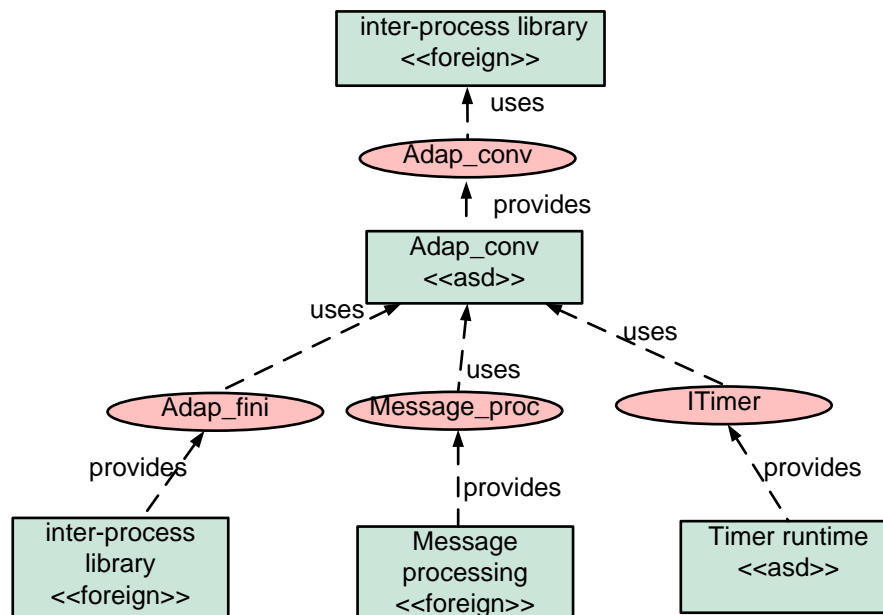 inter-process library
<<foreign>>
uses
Adap_conv
provides
Adap_conv
<<asd>>
uses
uses
uses
Adap_fini
Message_proc
ITimer
provides
provides
provides
inter-process
library
<<foreign>>
Message
processing
<<foreign>>
Timer runtime
<<asd>>